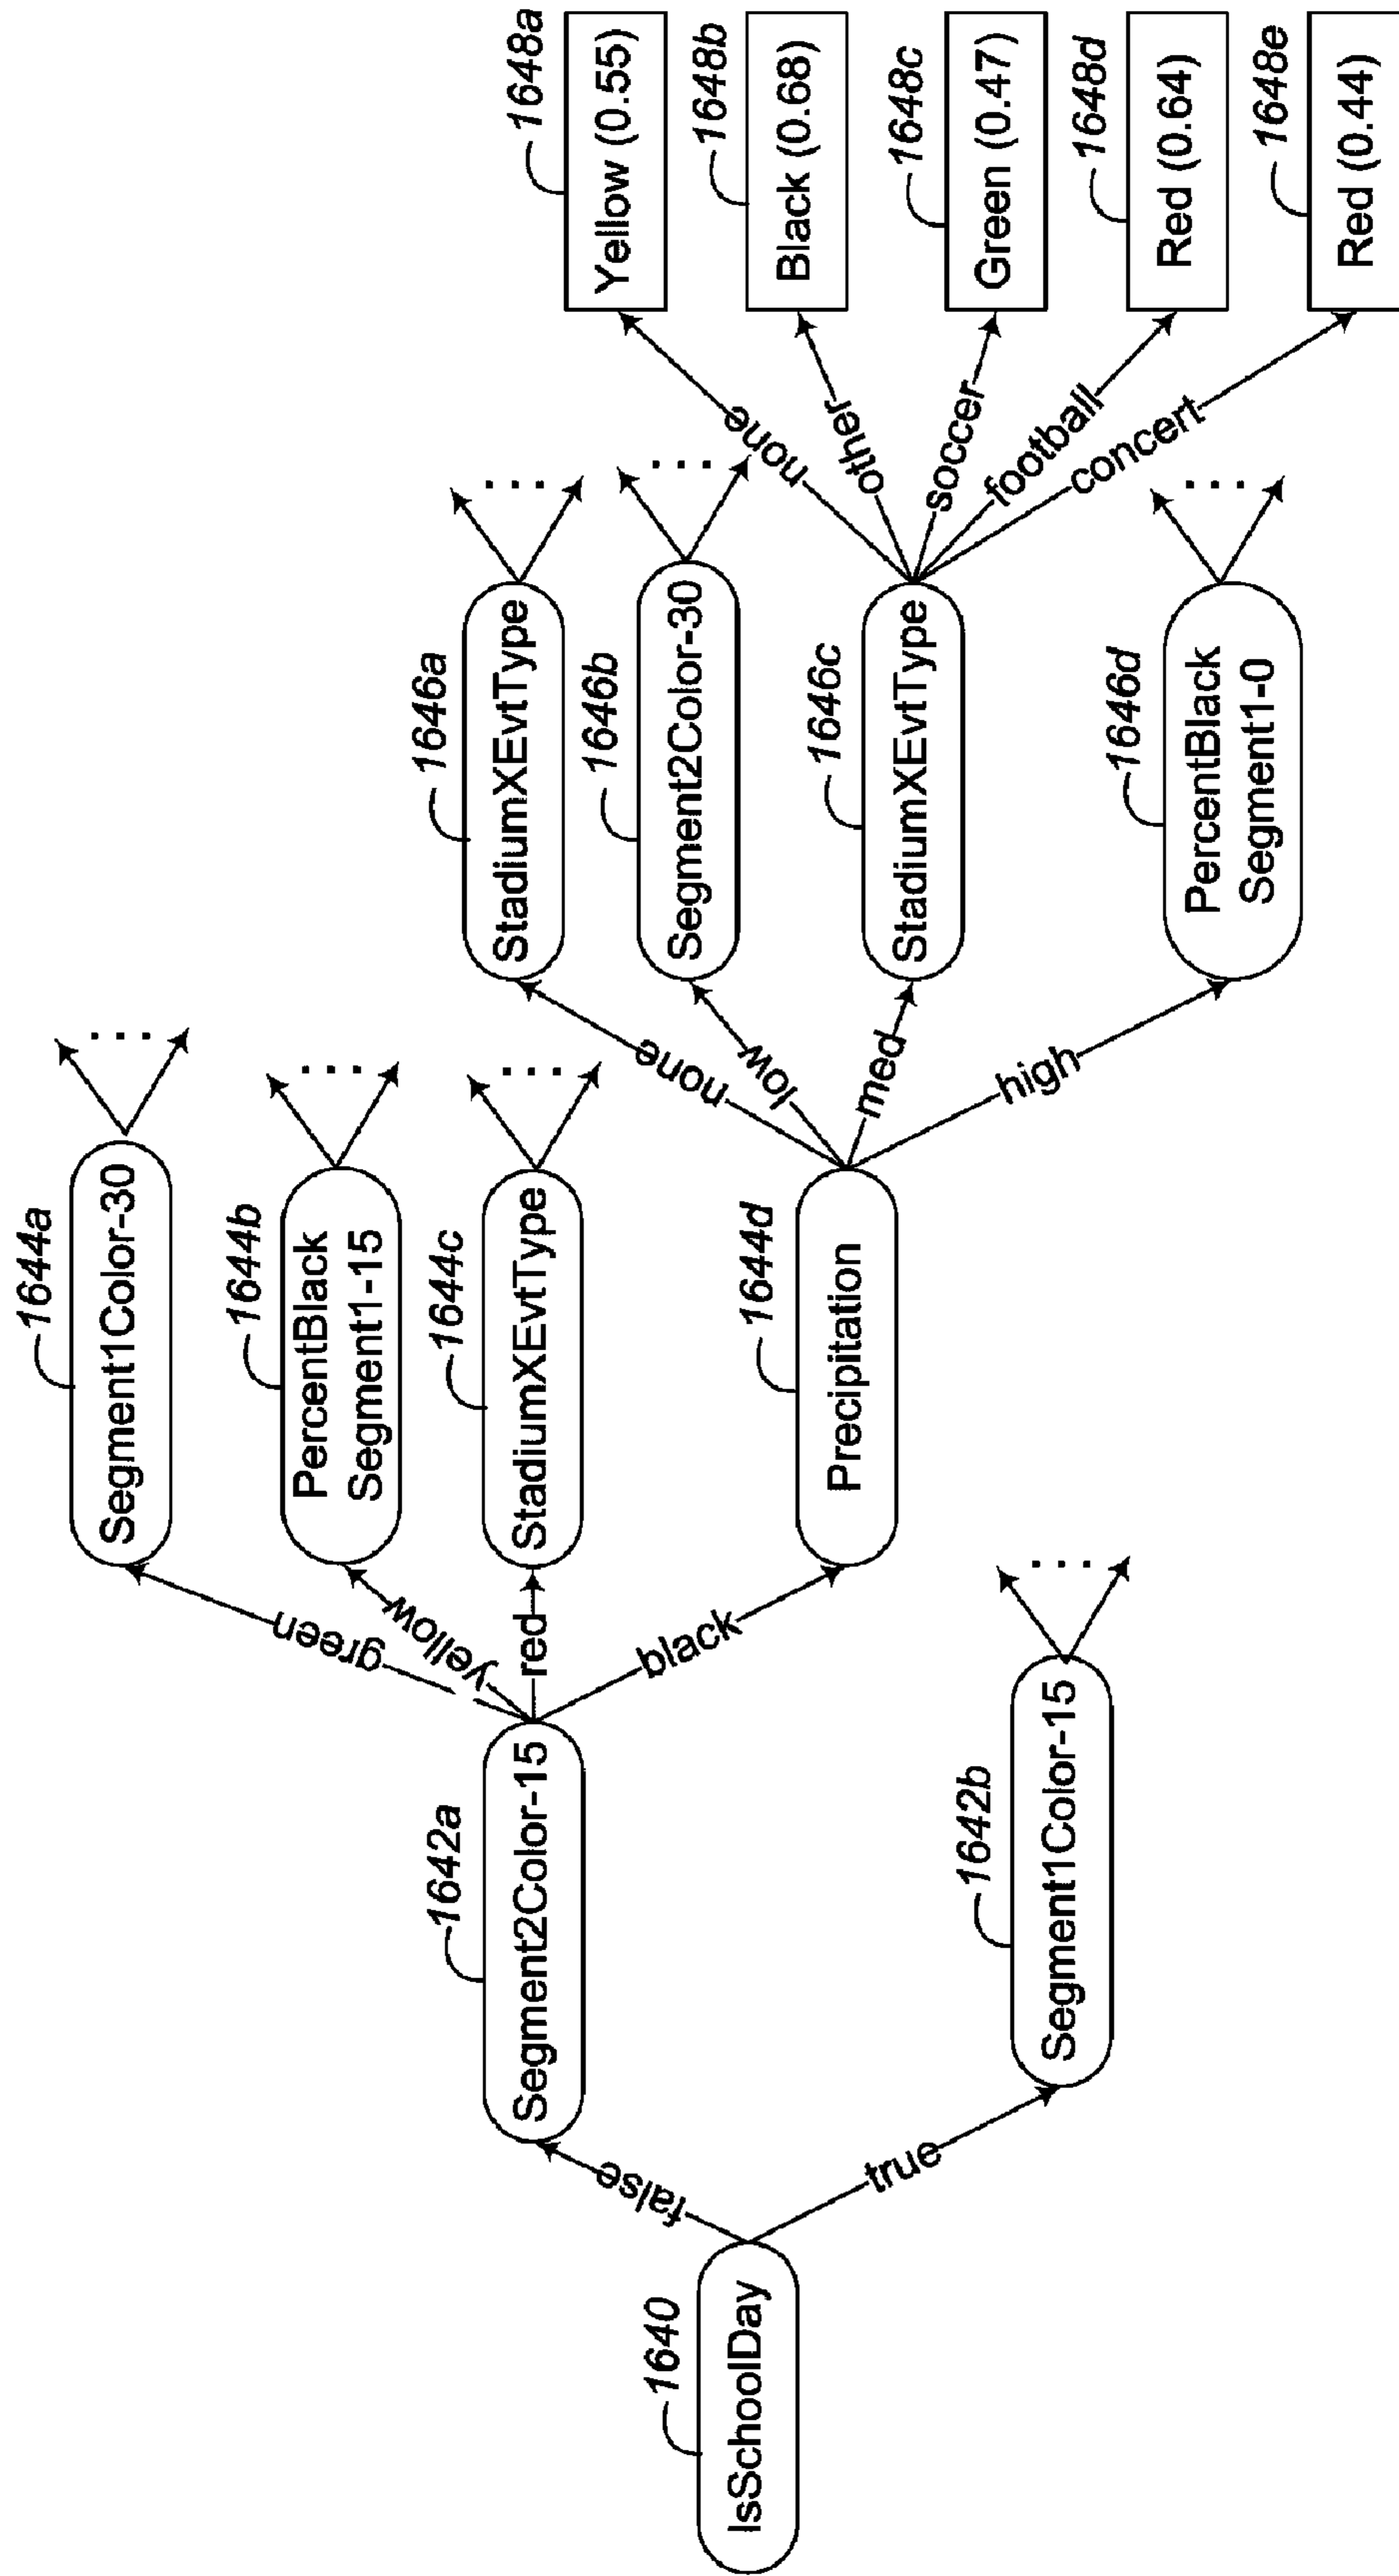 1640
IsSchoolDay
false
true
1642a
Segment2Color-15
1642b
Segment1Color-15
green
yellow
red
black
1644a
Segment1Color-30
1644b
PercentBlack
Segment1-15
1644c
StadiumXEvtType
1644d
Precipitation
none
low
med
high
1646a
StadiumXEvtType
1646b
Segment2Color-30
1646c
StadiumXEvtType
1646d
PercentBlack
Segment1-0
none
other
soccer
football
concert
1648a
Yellow (0.55)
1648b
Black (0.68)
1648c
Green (0.47)
1648d
Red (0.64)
1648e
Red (0.44)